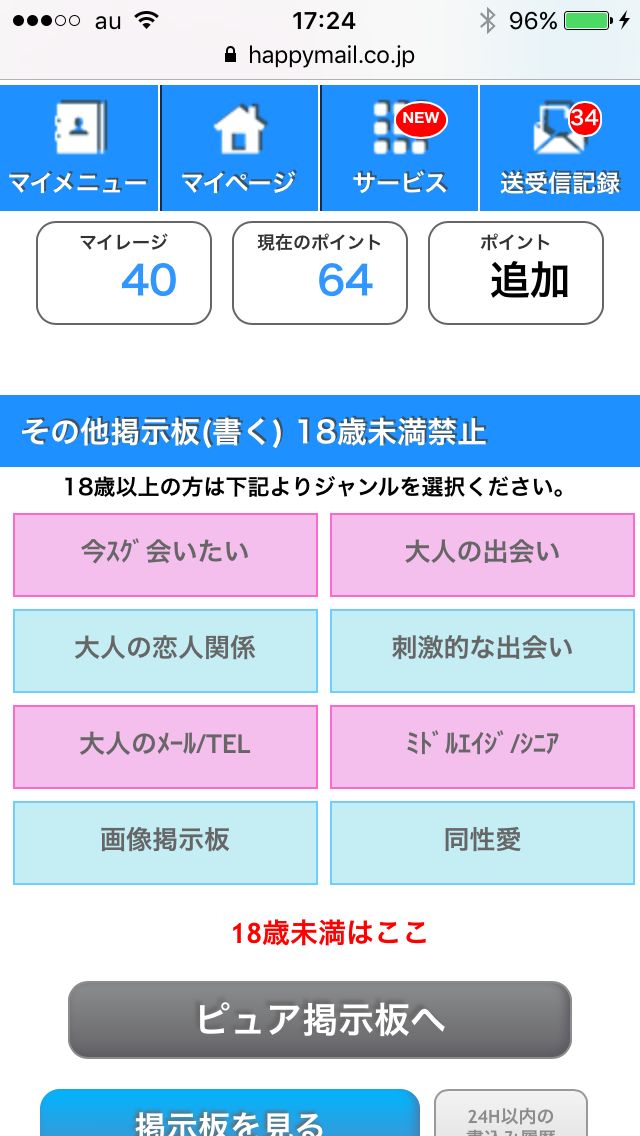 au 17:24 96%
happymail.co.jp
マイメニュー マイページ サービス NEW 送受信記録 34
マイレージ 現在のポイント ポイント
40 64 追加
その他掲示板(書く) 18歳未満禁止
18歳以上の方は下記よりジャンルを選択ください。
今ｽｸﾞ会いたい 大人の出会い
大人の恋人関係 刺激的な出会い
大人のﾒｰﾙ/TEL ﾐﾄﾞﾙｴｲｼﾞ/ｼﾆｱ
画像掲示板 同性愛
18歳未満はここ
ピュア掲示板へ
掲示板を見る 24H以内の
書込み履歴